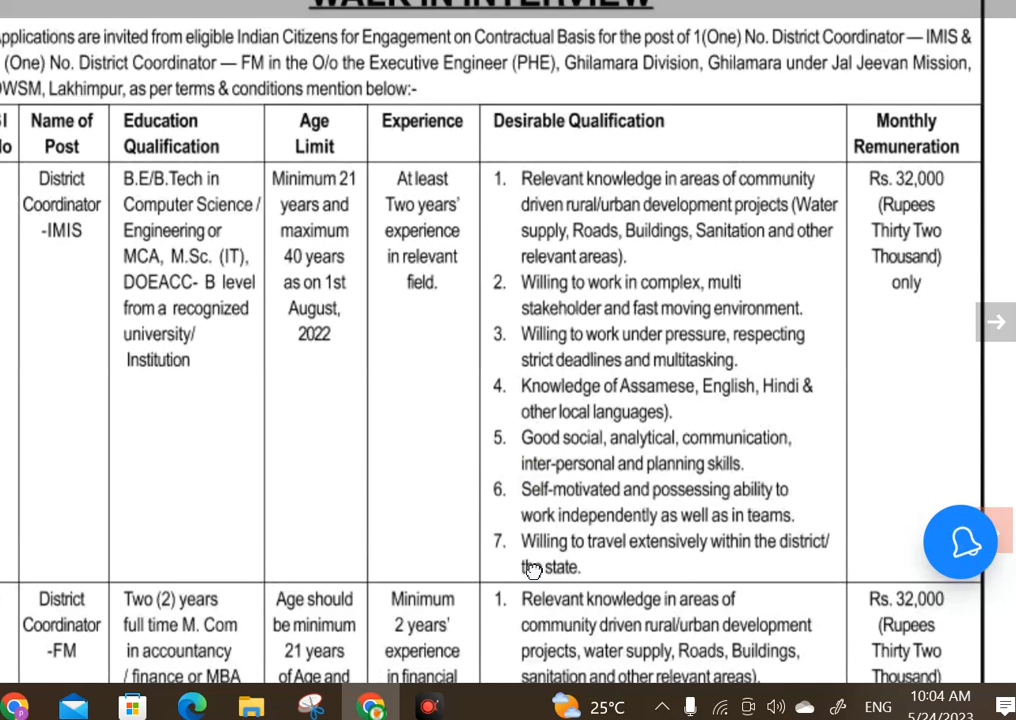 WALK IN INTERVIEW
Applications are invited from eligible Indian Citizens for Engagement on Contractual Basis for the post of 1(One) No. District Coordinator — IMIS &
(One) No. District Coordinator — FM in the O/o the Executive Engineer (PHE), Ghilamara Division, Ghilamara under Jal Jeevan Mission,
DWSM, Lakhimpur, as per terms & conditions mention below:-
Sl No
Name of
Post
Education
Qualification
Age
Limit
Experience
Desirable Qualification
Monthly
Remuneration
District
Coordinator
-IMIS
B.E/B.Tech in
Computer Science /
Engineering or
MCA, M.Sc. (IT),
DOEACC- B level
from a recognized
university/
Institution
Minimum 21
years and
maximum
40 years
as on 1st
August,
2022
At least
Two years'
experience
in relevant
field.
1. Relevant knowledge in areas of community
driven rural/urban development projects (Water
supply, Roads, Buildings, Sanitation and other
relevant areas).
2. Willing to work in complex, multi
stakeholder and fast moving environment.
3. Willing to work under pressure, respecting
strict deadlines and multitasking.
4. Knowledge of Assamese, English, Hindi &
other local languages).
5. Good social, analytical, communication,
inter-personal and planning skills.
6. Self-motivated and possessing ability to
work independently as well as in teams.
7. Willing to travel extensively within the district/
the state.
Rs. 32,000
(Rupees
Thirty Two
Thousand)
only
District
Coordinator
-FM
Two (2) years
full time M. Com
in accountancy
/ finance or MBA
Age should
be minimum
21 years
of Age and
Minimum
2 years'
experience
in financial
1. Relevant knowledge in areas of
community driven rural/urban development
projects, water supply, Roads, Buildings,
sanitation and other relevant areas).
Rs. 32,000
(Rupees
Thirty Two
Thousand)
25°C
ENG
10:04 AM
5/24/2023